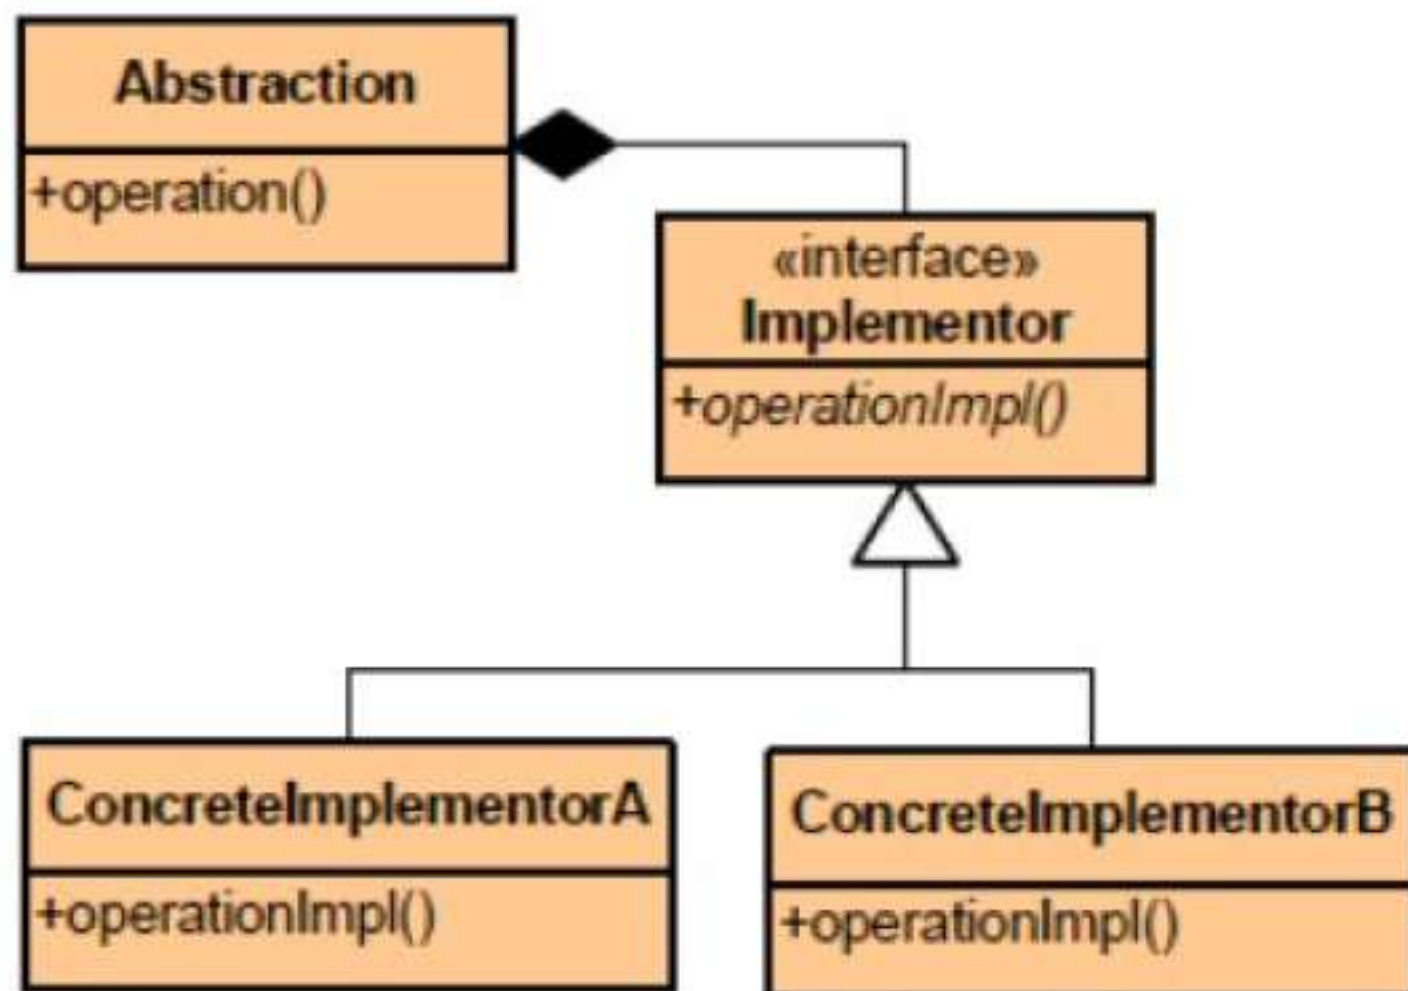 Abstraction
+operation()
«interface»
Implementor
+operationImpl()
ConcreteImplementorA
+operationImpl()
ConcreteImplementorB
+operationImpl()